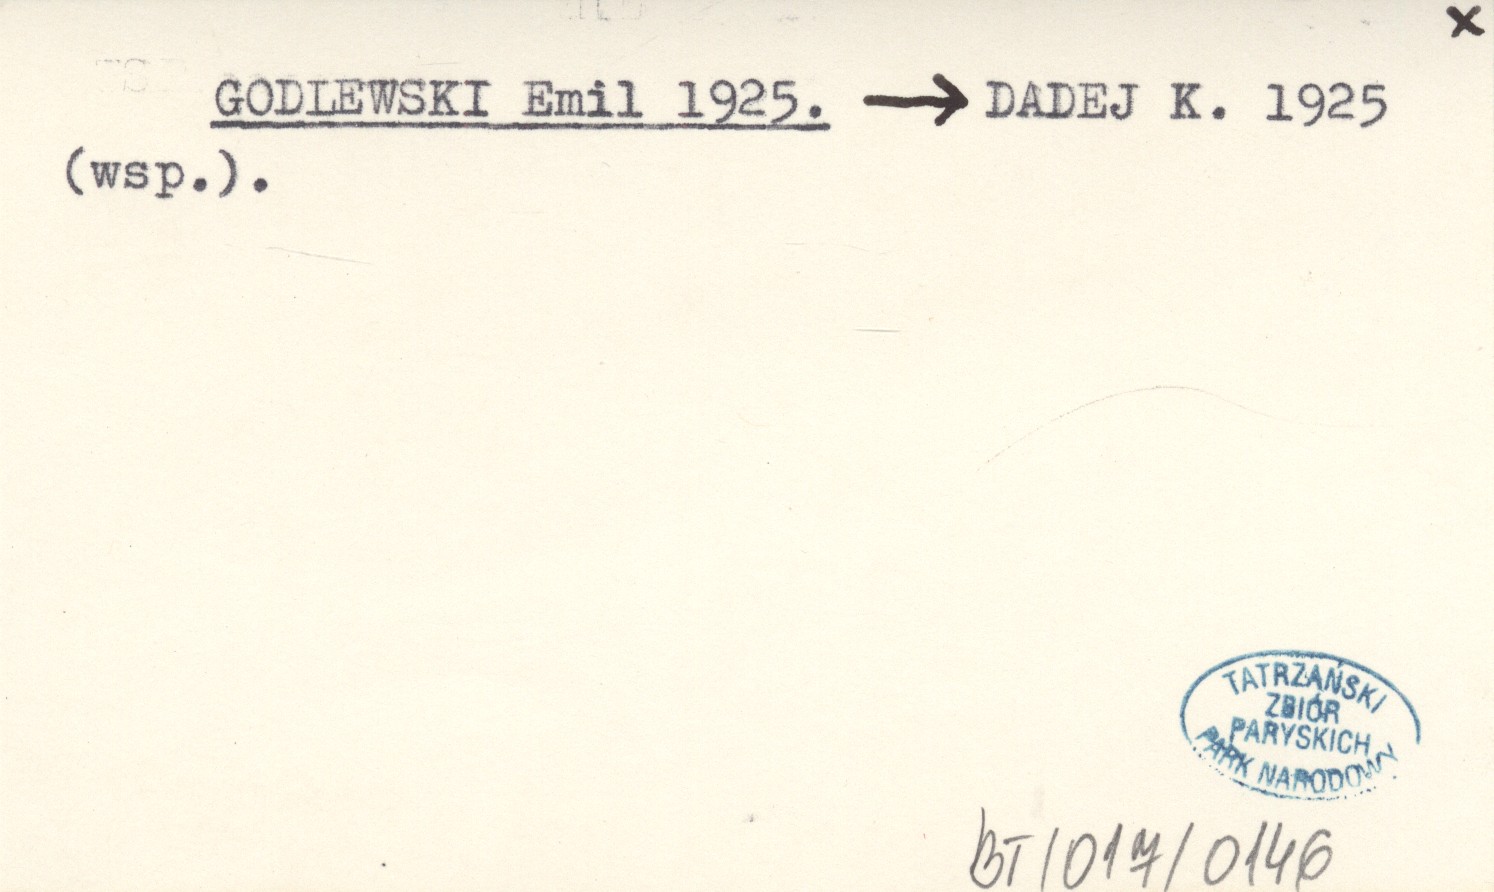 x
GODLEWSKI Emil 1925. → DADEJ K. 1925
(wsp.).
TATRZAŃSKI
ZBIÓR
PARYSKICH
PARK NARODOWY
BT/017/0146